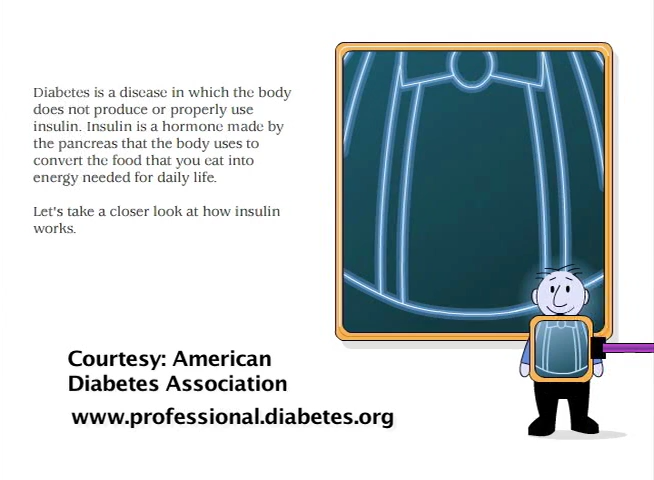 Diabetes is a disease in which the body
does not produce or properly use
insulin. Insulin is a hormone made by
the pancreas that the body uses to
convert the food that you eat into
energy needed for daily life.
Let's take a closer look at how insulin
works.
Courtesy: American
Diabetes Association
www.professional.diabetes.org